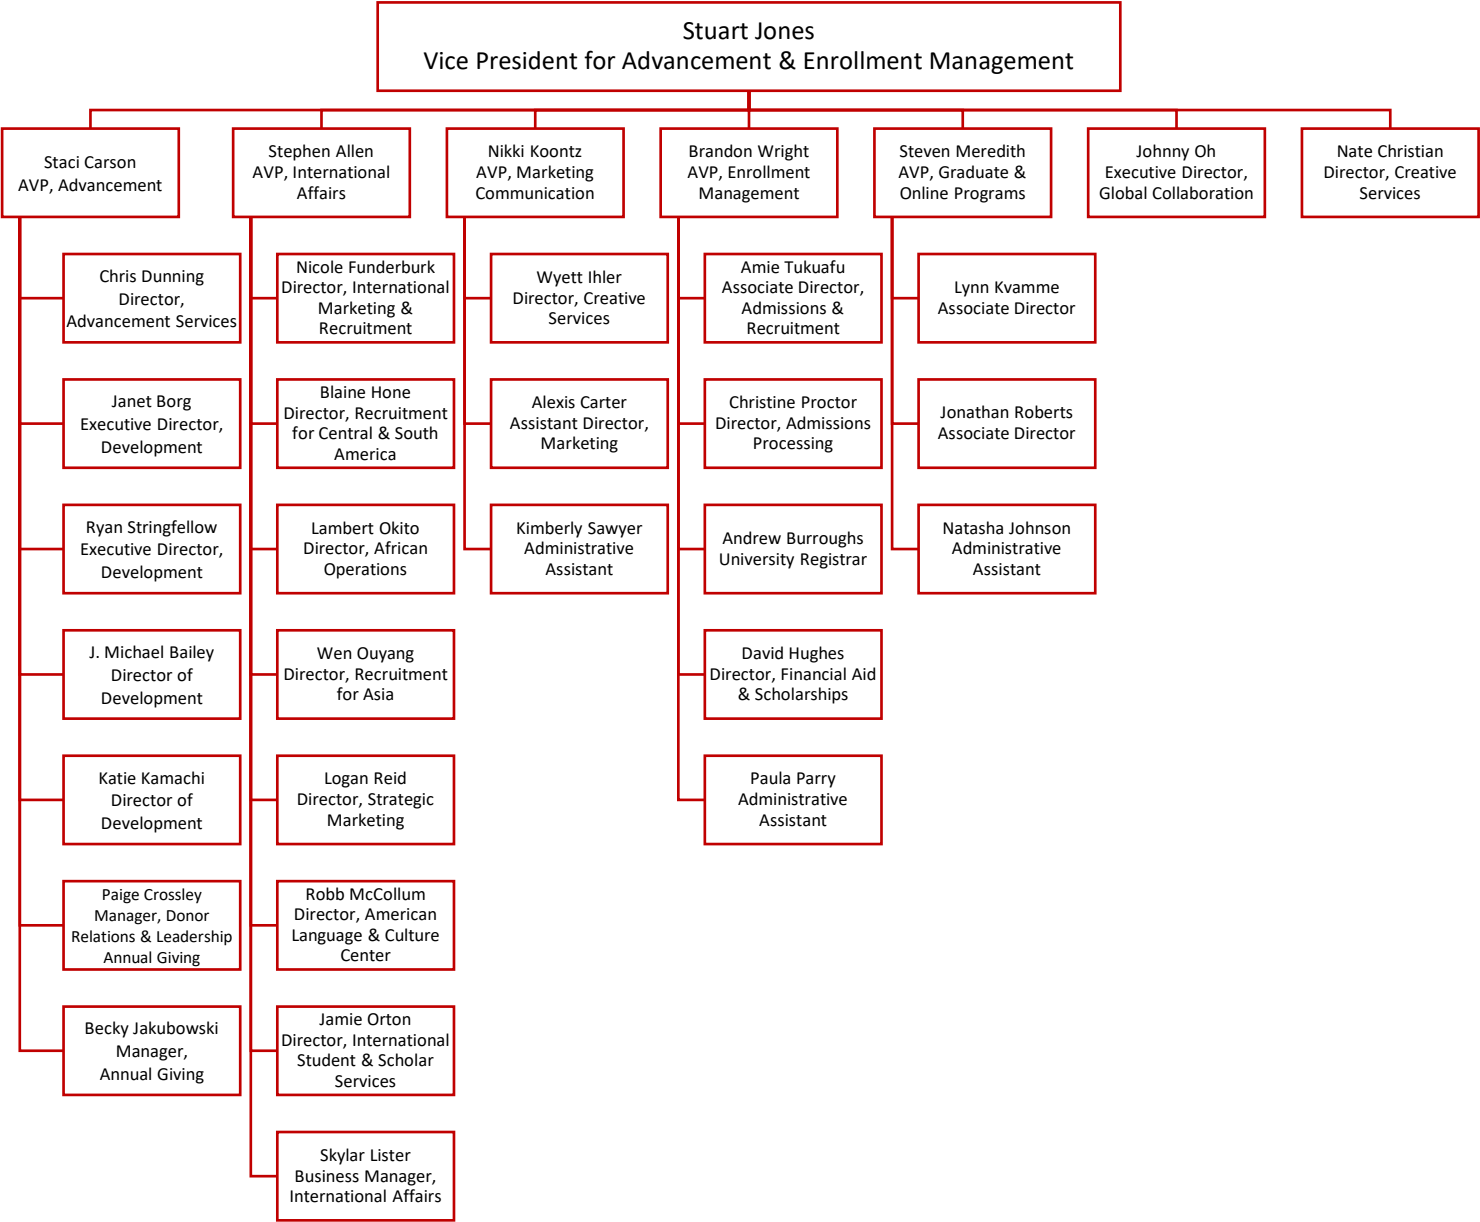 Stuart Jones
Vice President for Advancement & Enrollment Management
Staci Carson
AVP, Advancement
Stephen Allen
AVP, International
Affairs
Nikki Koontz
AVP, Marketing
Communication
Brandon Wright
AVP, Enrollment
Management
Steven Meredith
AVP, Graduate &
Online Programs
Johnny Oh
Executive Director,
Global Collaboration
Nate Christian
Director, Creative
Services
Chris Dunning
Director,
Advancement Services
Janet Borg
Executive Director,
Development
Ryan Stringfellow
Executive Director,
Development
J. Michael Bailey
Director of
Development
Katie Kamachi
Director of
Development
Paige Crossley
Manager, Donor
Relations & Leadership
Annual Giving
Becky Jakubowski
Manager,
Annual Giving
Nicole Funderburk
Director, International
Marketing &
Recruitment
Blaine Hone
Director, Recruitment
for Central & South
America
Lambert Okito
Director, African
Operations
Wen Ouyang
Director, Recruitment
for Asia
Logan Reid
Director, Strategic
Marketing
Robb McCollum
Director, American
Language & Culture
Center
Jamie Orton
Director, International
Student & Scholar
Services
Skylar Lister
Business Manager,
International Affairs
Wyett Ihler
Director, Creative
Services
Alexis Carter
Assistant Director,
Marketing
Kimberly Sawyer
Administrative
Assistant
Amie Tukuafu
Associate Director,
Admissions &
Recruitment
Christine Proctor
Director, Admissions
Processing
Andrew Burroughs
University Registrar
David Hughes
Director, Financial Aid
& Scholarships
Paula Parry
Administrative
Assistant
Lynn Kvamme
Associate Director
Jonathan Roberts
Associate Director
Natasha Johnson
Administrative
Assistant